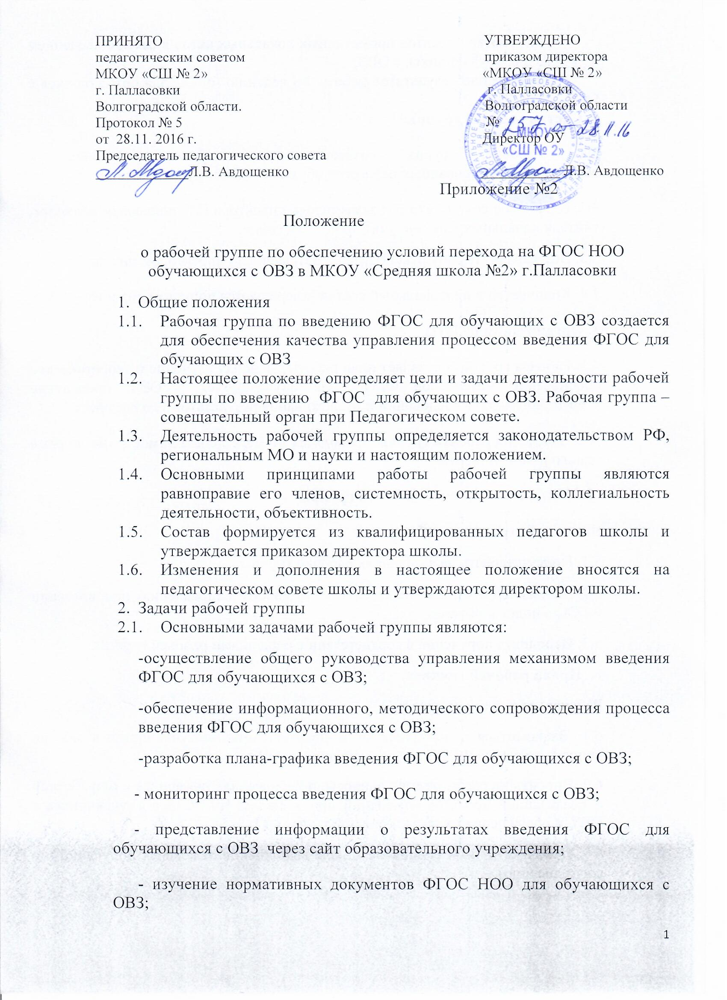 ПРИНЯТО
педагогическим советом
МКОУ «СШ № 2»
г. Палласовки
Волгоградской области.
Протокол № 5
от  28.11. 2016 г.
Председатель педагогического совета
Л.В. Авдощенко
УТВЕРЖДЕНО
приказом директора
«МКОУ «СШ № 2»
г. Палласовки
Волгоградской области
№ 257 от 28.11.16
Директор ОУ
Л.В. Авдощенко
МКОУ
«СШ № 2»
Приложение №2
Положение
о рабочей группе по обеспечению условий перехода на ФГОС НОО
обучающихся с ОВЗ в МКОУ «Средняя школа №2» г.Палласовки
1. Общие положения
1.1. Рабочая группа по введению ФГОС для обучающих с ОВЗ создается
для обеспечения качества управления процессом введения ФГОС для
обучающих с ОВЗ
1.2. Настоящее положение определяет цели и задачи деятельности рабочей
группы по введению  ФГОС  для обучающих с ОВЗ. Рабочая группа –
совещательный орган при Педагогическом совете.
1.3. Деятельность рабочей группы определяется законодательством РФ,
региональным МО и науки и настоящим положением.
1.4. Основными принципами работы рабочей группы являются
равноправие его членов, системность, открытость, коллегиальность
деятельности, объективность.
1.5. Состав формируется из квалифицированных педагогов школы и
утверждается приказом директора школы.
1.6. Изменения и дополнения в настоящее положение вносятся на
педагогическом совете школы и утверждаются директором школы.
2. Задачи рабочей группы
2.1. Основными задачами рабочей группы являются:
-осуществление общего руководства управления механизмом введения
ФГОС для обучающихся с ОВЗ;
-обеспечение информационного, методического сопровождения процесса
введения ФГОС для обучающихся с ОВЗ;
-разработка плана-графика введения ФГОС для обучающихся с ОВЗ;
- мониторинг процесса введения ФГОС для обучающихся с ОВЗ;
- представление информации о результатах введения ФГОС для
обучающихся с ОВЗ  через сайт образовательного учреждения;
- изучение нормативных документов ФГОС НОО для обучающихся с
ОВЗ;
1